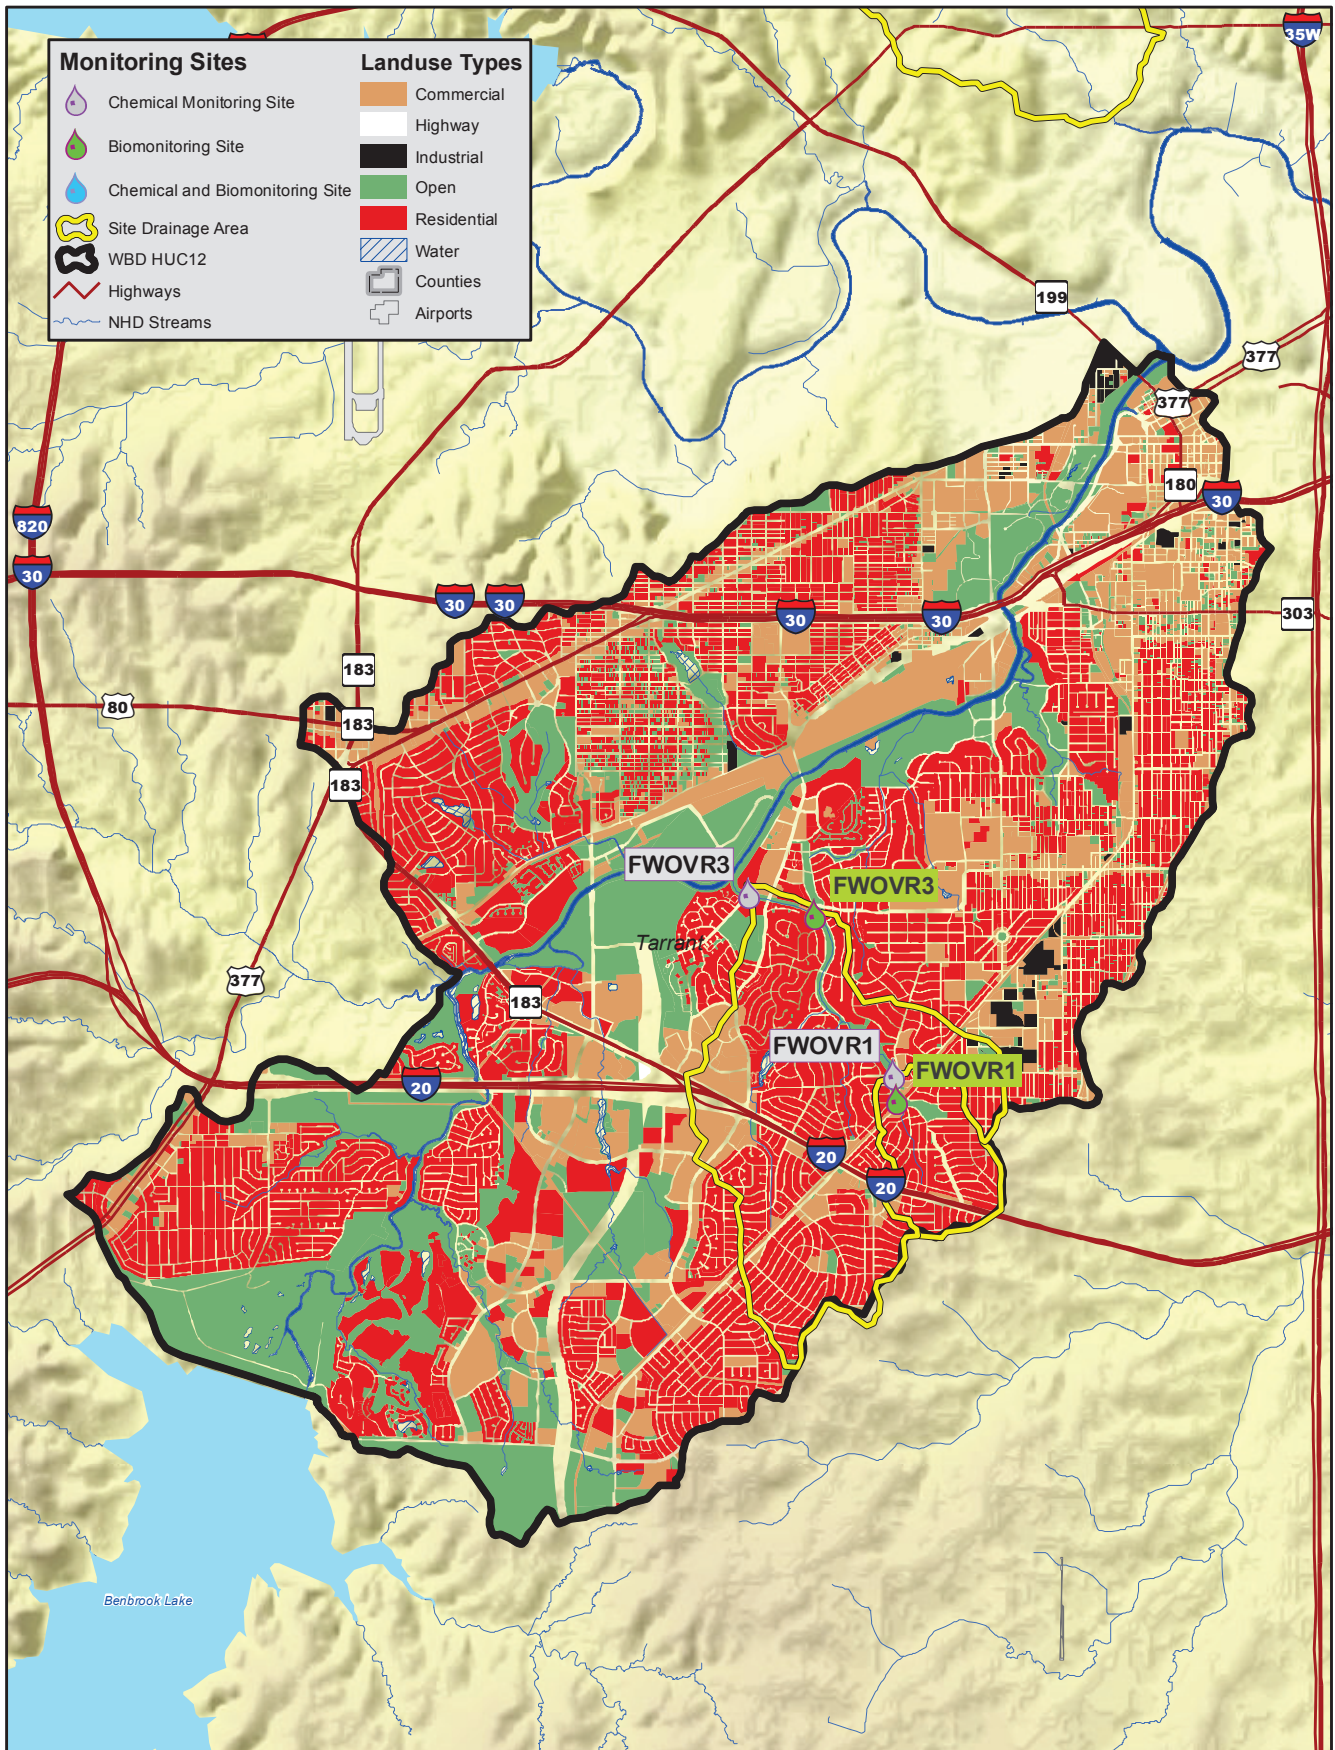 Monitoring Sites
Chemical Monitoring Site
Biomonitoring Site
Chemical and Biomonitoring Site
Site Drainage Area
WBD HUC12
Highways
NHD Streams
Landuse Types
Commercial
Highway
Industrial
Open
Residential
Water
Counties
Airports
35W
199
377
377
180
30
820
30
30
30
30
30
303
183
80
183
183
FWOVR3
FWOVR3
Tarrant
377
183
FWOVR1
FWOVR1
20
20
20
Benbrook Lake